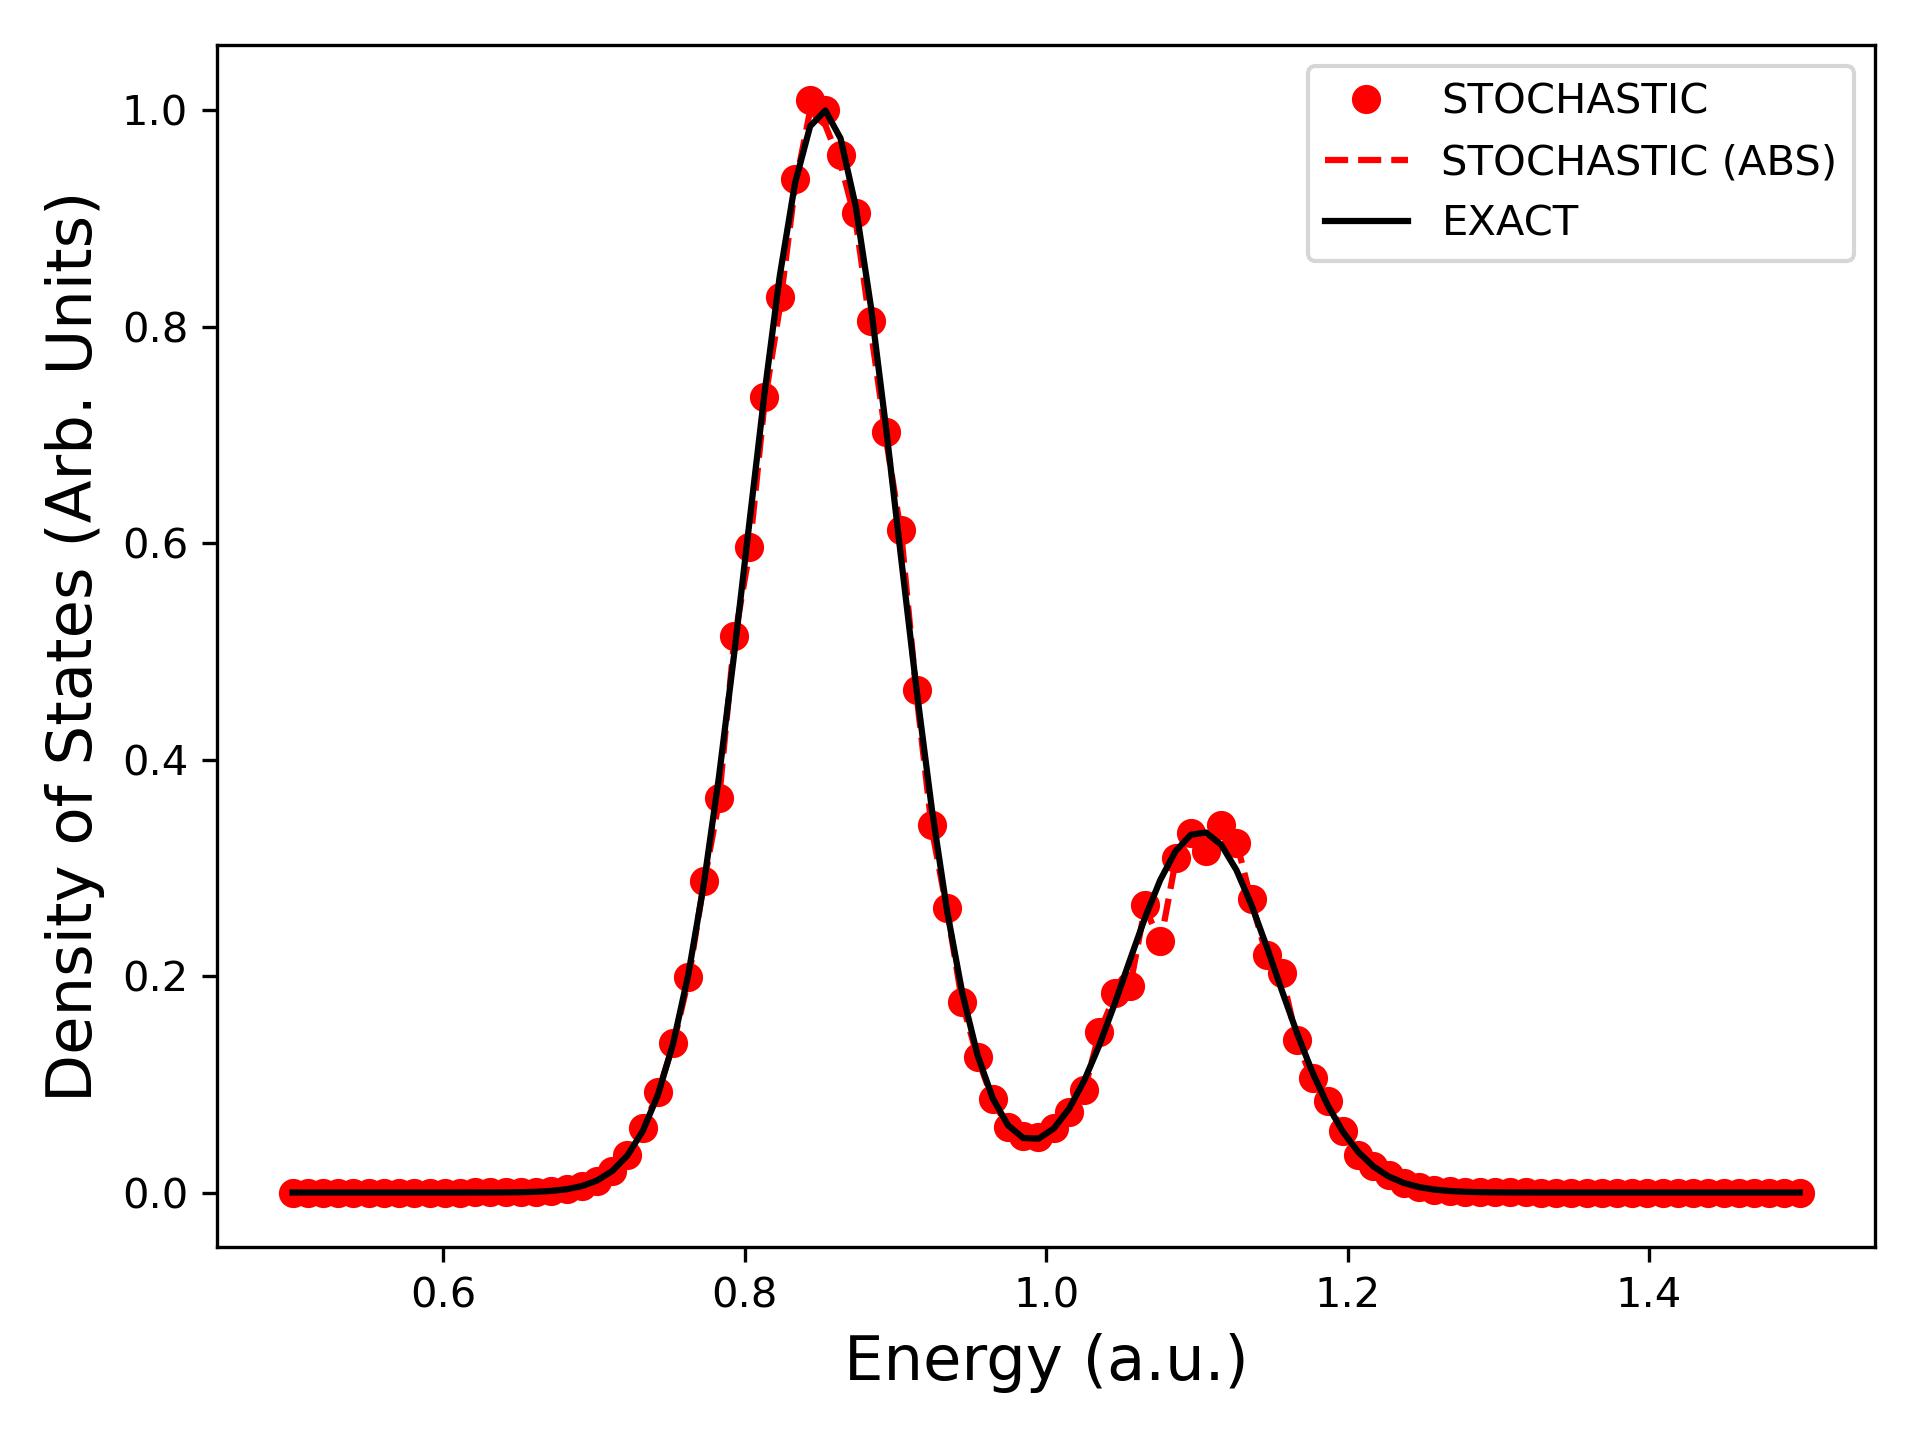 STOCHASTIC
STOCHASTIC (ABS)
EXACT
Density of States (Arb. Units)
1.0
0.8
0.6
0.4
0.2
0.0
0.6 0.8 1.0 1.2 1.4
Energy (a.u.)